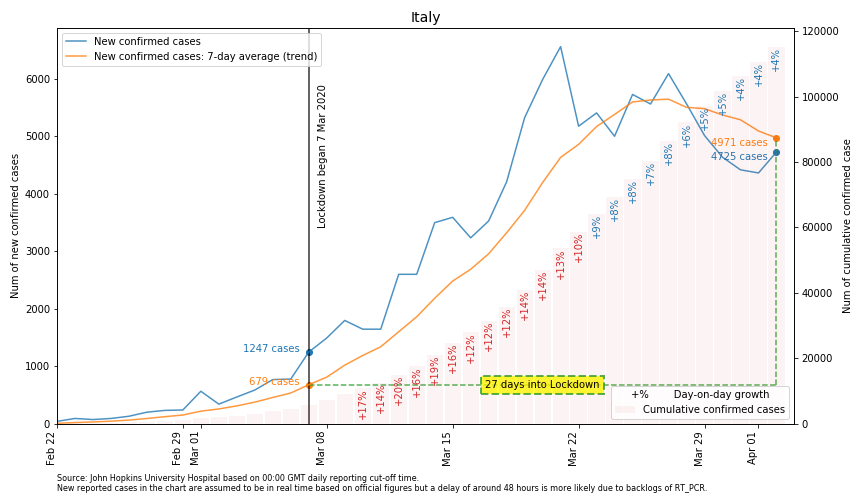 Italy
New confirmed cases
New confirmed cases: 7-day average (trend)
Num of new confirmed cases
6000
5000
4000
3000
2000
1000
0
120000
100000
80000
60000
40000
20000
0
Num of cumulative confirmed case
Lockdown began 7 Mar 2020
1247 cases
679 cases
4971 cases
4725 cases
+17%
+14%
+20%
+16%
+19%
+16%
+12%
+12%
+12%
+14%
+14%
+13%
+10%
+9%
+8%
+8%
+7%
+8%
+6%
+5%
+5%
+4%
+4%
+4%
27 days into Lockdown
+% Day-on-day growth
Cumulative confirmed cases
Feb 22
Feb 29
Mar 01
Mar 08
Mar 15
Mar 22
Mar 29
Apr 01
Source: John Hopkins University Hospital based on 00:00 GMT daily reporting cut-off time.
New reported cases in the chart are assumed to be in real time based on official figures but a delay of around 48 hours is more likely due to backlogs of RT_PCR.